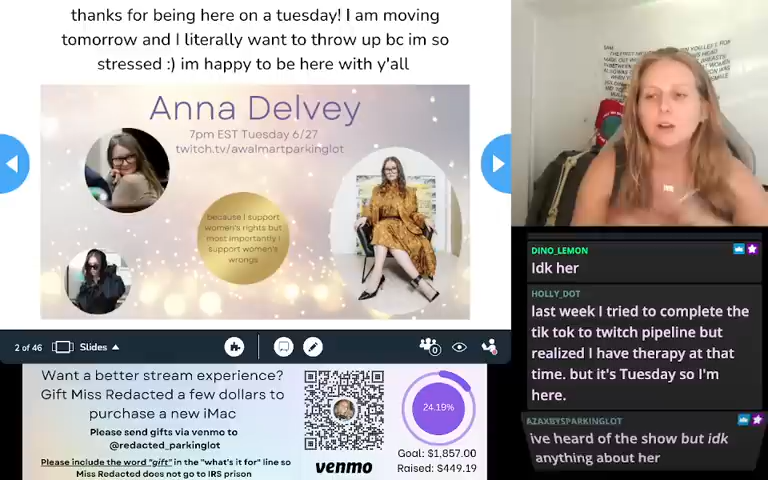 thanks for being here on a tuesday! I am moving
tomorrow and I literally want to throw up bc im so
stressed :) im happy to be here with y'all
Anna Delvey
7pm EST Tuesday 6/27
twitch.tv/awalmartparkinglot
because I support
women's rights but
most importantly I
support women's
wrongs
2 of 46
Slides
0
Want a better stream experience?
Gift Miss Redacted a few dollars to
purchase a new iMac
Please send gifts via venmo to
@redacted_parkinglot
Please include the word "gift" in the "what's it for" line so
Miss Redacted does not go to IRS prison
venmo
24.19%
Goal: $1,857.00
Raised: $449.19
DINO_LEMON
Idk her
HOLLY_DOT
last week I tried to complete the
tik tok to twitch pipeline but
realized I have therapy at that
time. but it's Tuesday so I'm
here.
ive heard of the show but idk
anything about her